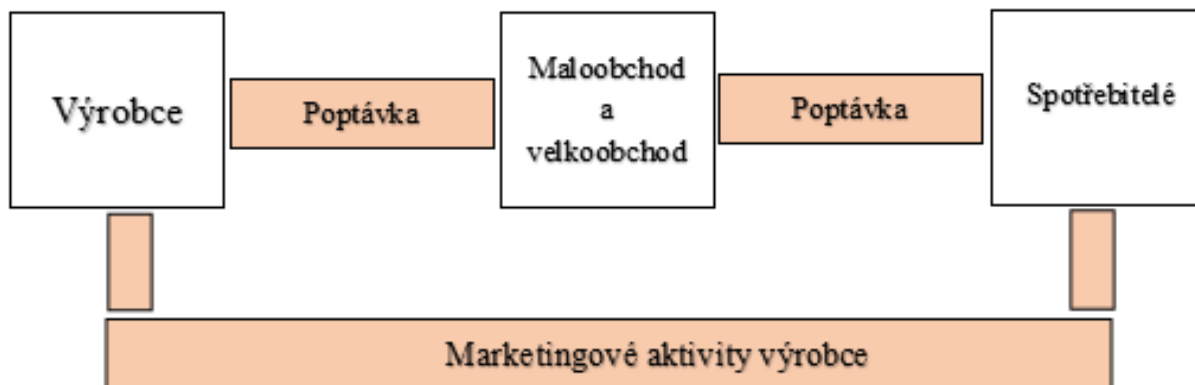 Výrobce
Poptávka
Maloobchod
a
velkoobchod
Poptávka
Spotřebitelé
Marketingové aktivity výrobce